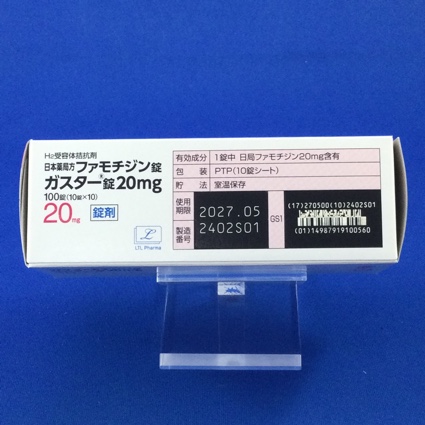 H₂受容体拮抗剤
日本薬局方 ファモチジン錠
ガスター®錠20mg
100錠(10錠×10)
20mg 錠剤
LTL Pharma
有効成分 1錠中 日局ファモチジン20mg含有
包装 PTP(10錠シート)
貯法 室温保存
使用期限 2027.05
製造番号 2402S01
GS1
(17)270500(10)2402S01
(01)14987919100560